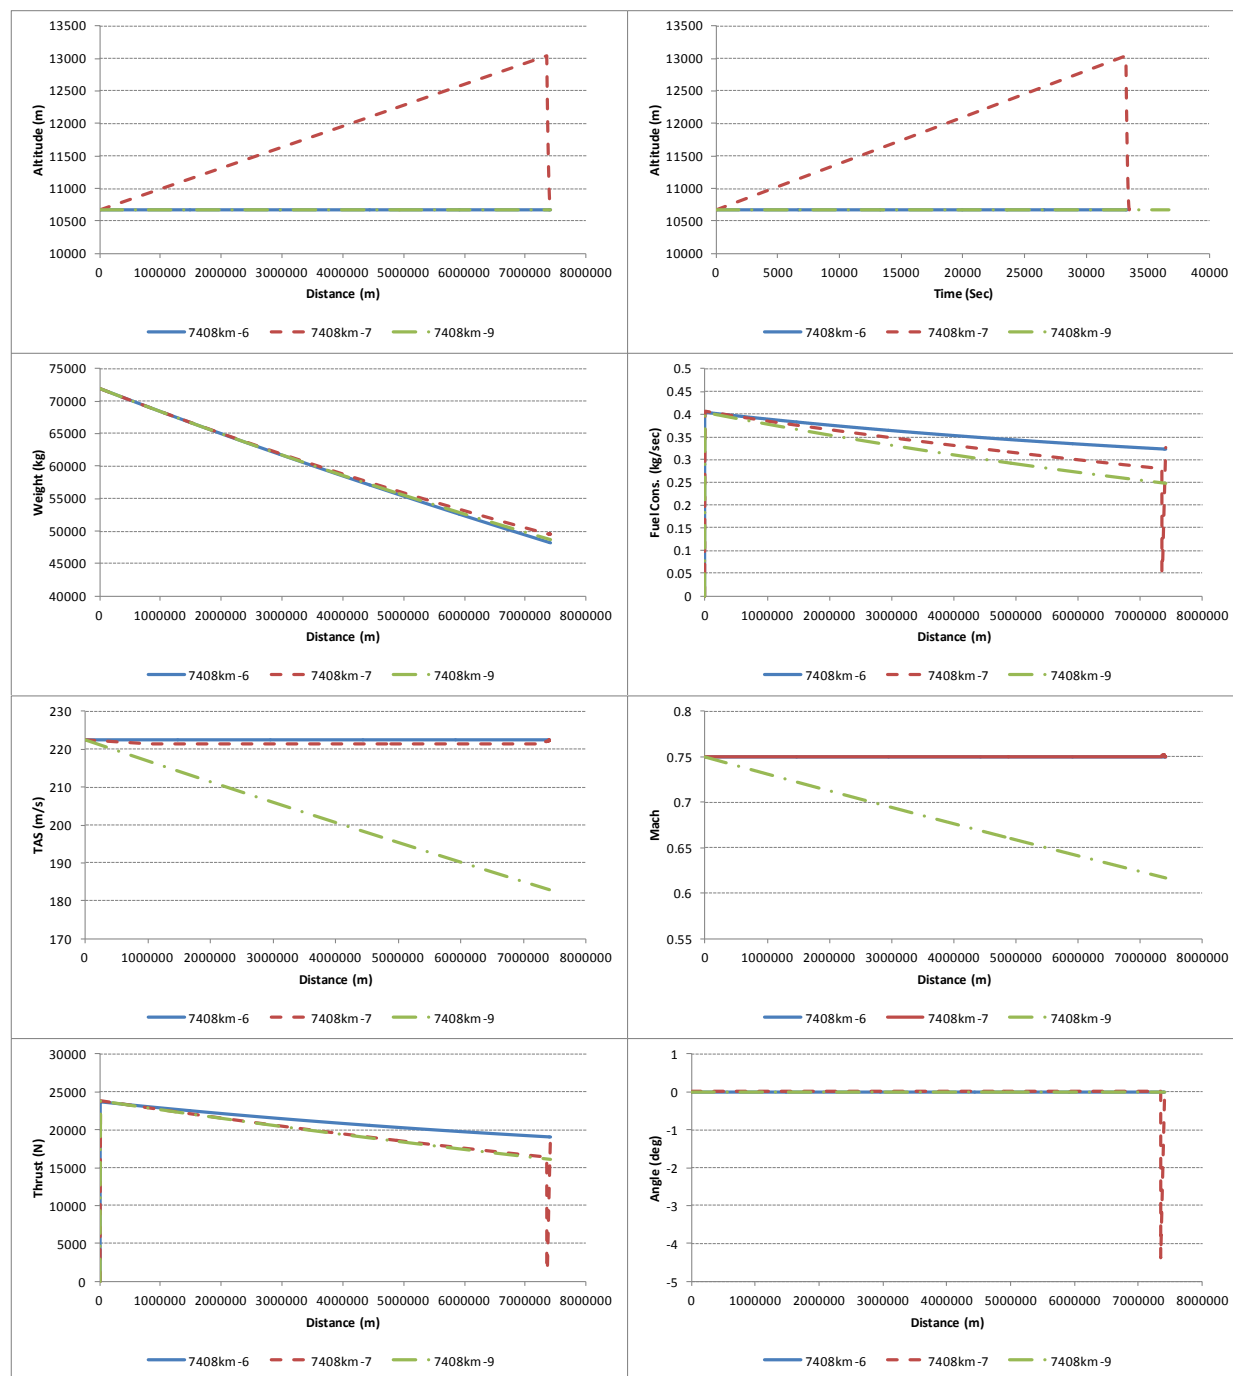 13500
13000
12500
12000
11500
11000
10500
10000
Altitude (m)
0 1000000 2000000 3000000 4000000 5000000 6000000 7000000 8000000
Distance (m)
7408km-6 7408km-7 7408km-9
13500
13000
12500
12000
11500
11000
10500
10000
Altitude (m)
0 5000 10000 15000 20000 25000 30000 35000 40000
Time (Sec)
7408km-6 7408km-7 7408km-9
75000
70000
65000
60000
55000
50000
45000
40000
Weight (kg)
0 1000000 2000000 3000000 4000000 5000000 6000000 7000000 8000000
Distance (m)
7408km-6 7408km-7 7408km-9
0.5
0.45
0.4
0.35
0.3
0.25
0.2
0.15
0.1
0.05
0
Fuel Cons. (kg/sec)
0 1000000 2000000 3000000 4000000 5000000 6000000 7000000 8000000
Distance (m)
7408km-6 7408km-7 7408km-9
230
220
210
200
190
180
170
TAS (m/s)
0 1000000 2000000 3000000 4000000 5000000 6000000 7000000 8000000
Distance (m)
7408km-6 7408km-7 7408km-9
0.8
0.75
0.7
0.65
0.6
0.55
Mach
0 1000000 2000000 3000000 4000000 5000000 6000000 7000000 8000000
Distance (m)
7408km-6 7408km-7 7408km-9
30000
25000
20000
15000
10000
5000
0
Thrust (N)
0 1000000 2000000 3000000 4000000 5000000 6000000 7000000 8000000
Distance (m)
7408km-6 7408km-7 7408km-9
1
0
-1
-2
-3
-4
-5
Angle (deg)
0 1000000 2000000 3000000 4000000 5000000 6000000 7000000 8000000
Distance (m)
7408km-6 7408km-7 7408km-9